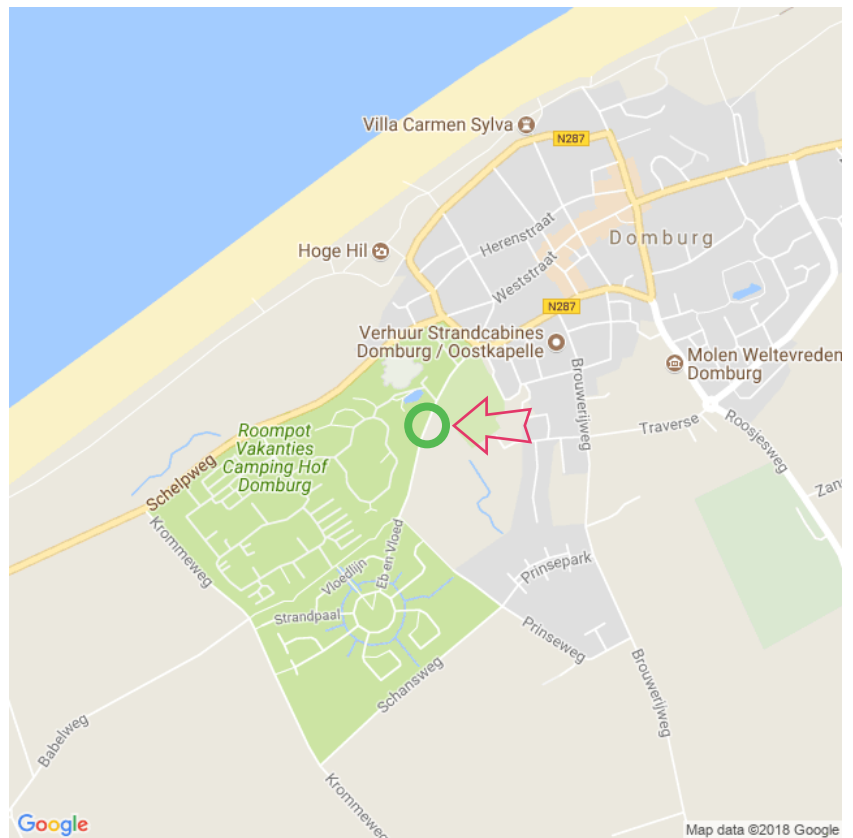 Villa Carmen Sylva
N287
Herenstraat
Domburg
Hoge Hil
Weststraat
N287
Verhuur Strandcabines
Domburg / Oostkapelle
Molen Weltevreden
Domburg
Brouwerijweg
Traverse
Roosjesweg
Roompot
Vakanties
Camping Hof
Domburg
Schelpweg
Zan
Krommeweg
Eb en Vloed
Vloedlijn
Prinsepark
Strandpaal
Prinseweg
Brouwerijweg
Schansweg
Babelweg
Krommeweg
Google
Map data ©2018 Google